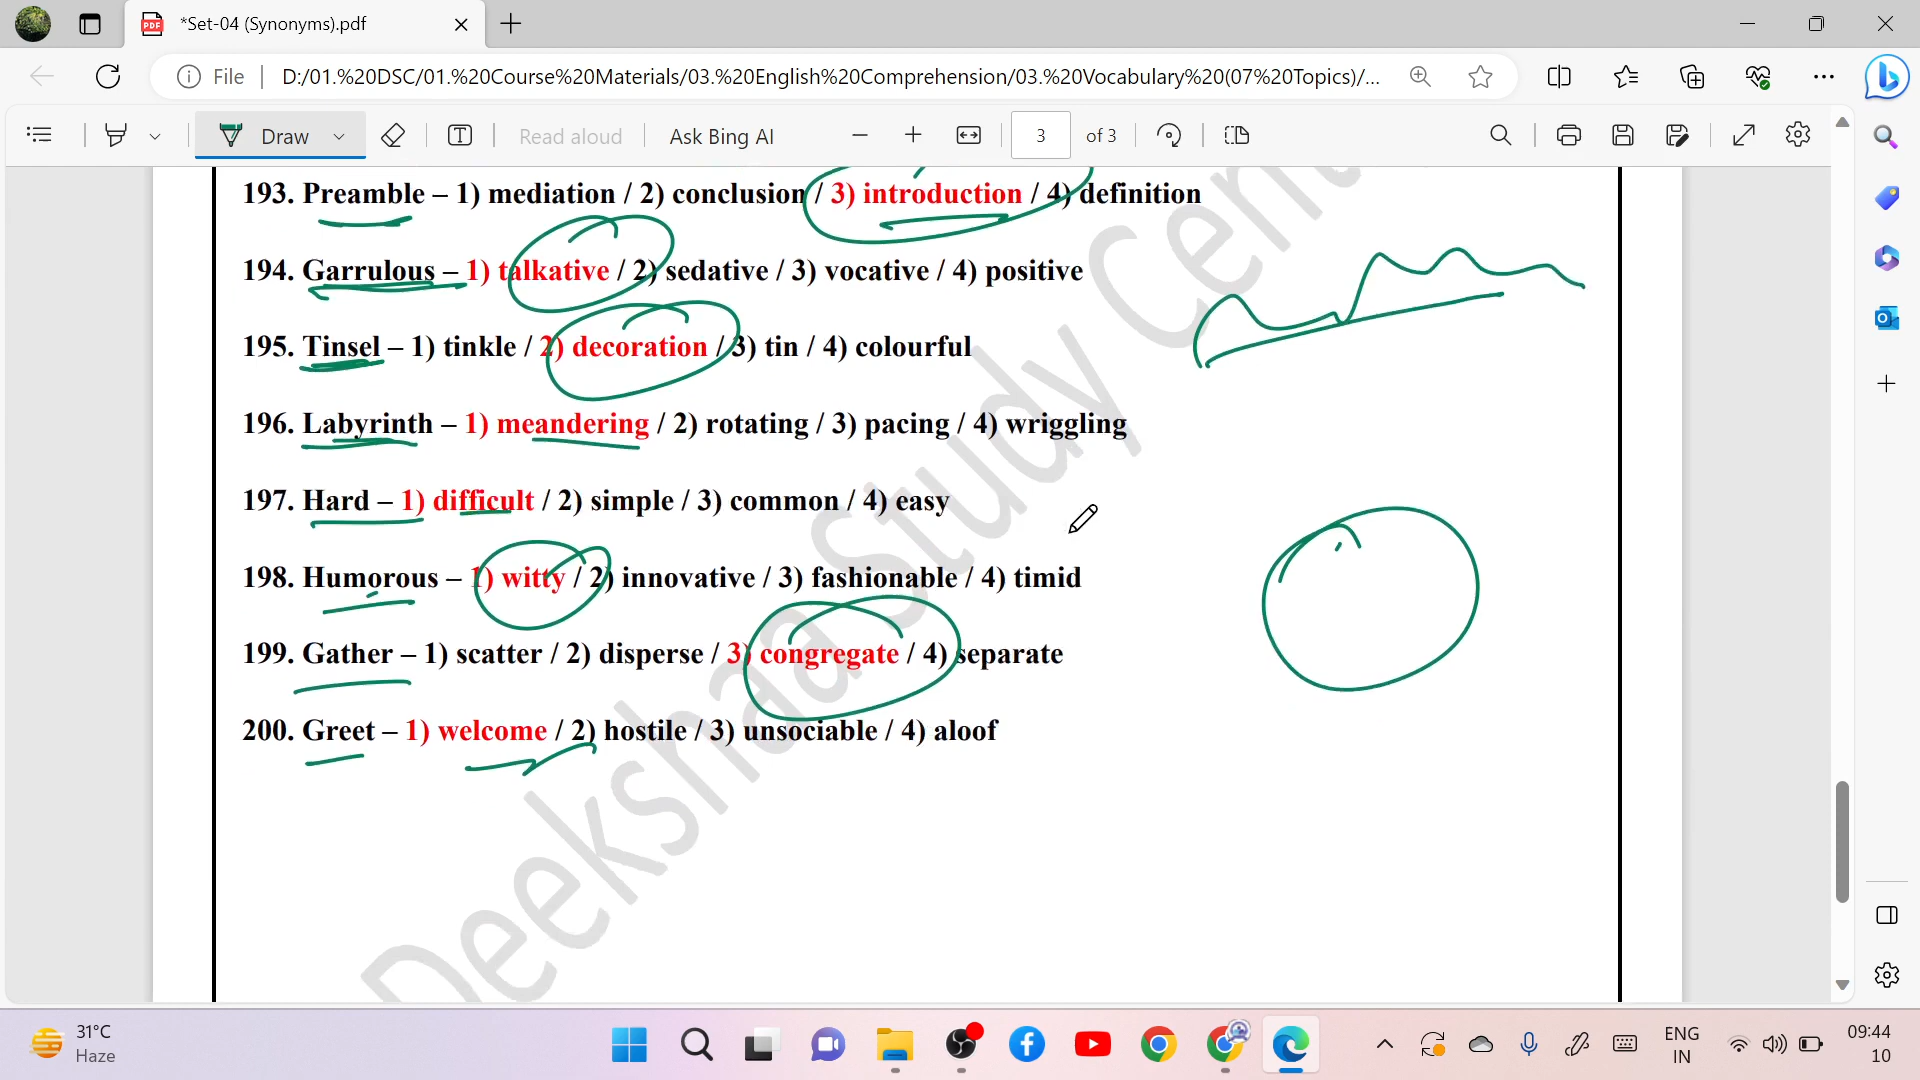 *Set-04 (Synonyms).pdf
File
D:/01.%20DSC/01.%20Course%20Materials/03.%20English%20Comprehension/03.%20Vocabulary%20(07%20Topics)/...
Draw
Read aloud
Ask Bing AI
3
of 3
193. Preamble – 1) mediation / 2) conclusion / 3) introduction / 4) definition
194. Garrulous – 1) talkative / 2) sedative / 3) vocative / 4) positive
195. Tinsel – 1) tinkle / 2) decoration / 3) tin / 4) colourful
196. Labyrinth – 1) meandering / 2) rotating / 3) pacing / 4) wriggling
197. Hard – 1) difficult / 2) simple / 3) common / 4) easy
198. Humorous – 1) witty / 2) innovative / 3) fashionable / 4) timid
199. Gather – 1) scatter / 2) disperse / 3) congregate / 4) separate
200. Greet – 1) welcome / 2) hostile / 3) unsociable / 4) aloof
Deekshaa Study Cent
31°C
Haze
ENG
IN
09:44
10